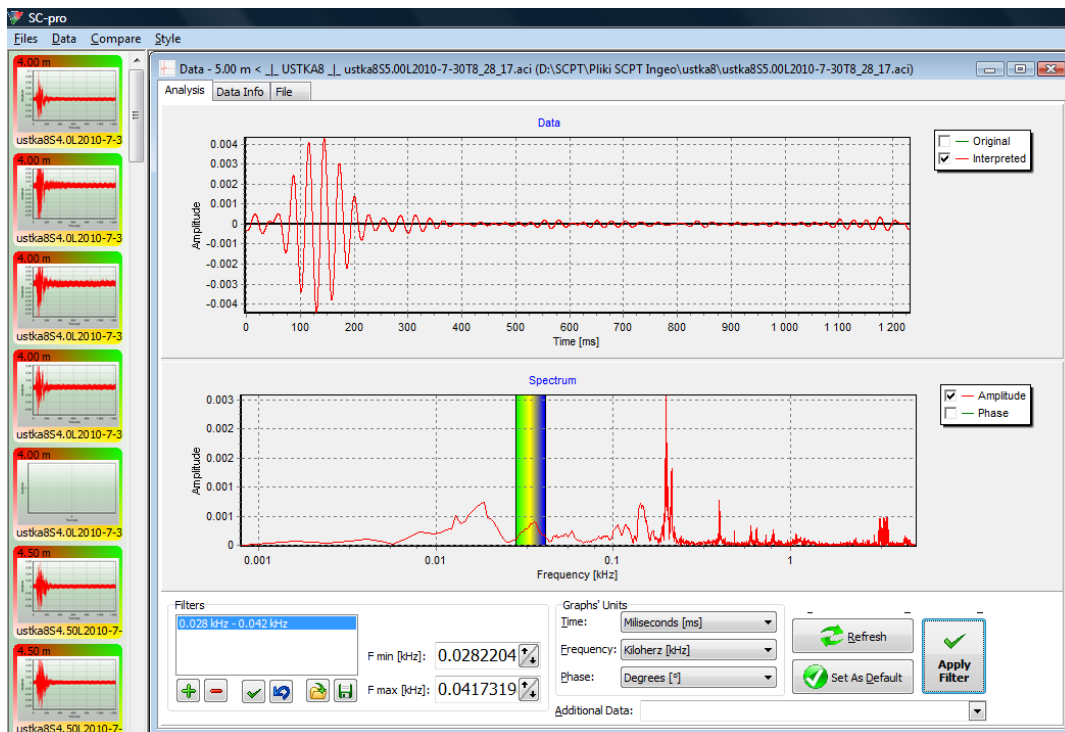 SC-pro
Files Data Compare Style
4.00 m
ustka8S4.0L2010-7-3
4.00 m
ustka8S4.0L2010-7-3
4.00 m
ustka8S4.0L2010-7-3
4.00 m
ustka8S4.0L2010-7-3
4.00 m
ustka8S4.0L2010-7-3
4.50 m
ustka8S4.50L2010-7-
4.50 m
ustka8S4.50L2010-7-
Data - 5.00 m < _|_ USTKA8 _|_ ustka8S5.00L2010-7-30T8_28_17.aci (D:\SCPT\Pliki SCPT Ingeo\ustka8\ustka8S5.00L2010-7-30T8_28_17.aci)
Analysis Data Info File
Data
Original
Interpreted
Amplitude
0.004
0.003
0.002
0.001
0
-0.001
-0.002
-0.003
-0.004
0 100 200 300 400 500 600 700 800 900 1 000 1 100 1 200
Time [ms]
Spectrum
Amplitude
Phase
Amplitude
0.003
0.002
0.002
0.001
0.001
0
0.001 0.01 0.1 1
Frequency [kHz]
Filters
0.028 kHz - 0.042 kHz
F min [kHz]: 0.0282204
F max [kHz]: 0.0417319
Graphs' Units
Time: Miliseconds [ms]
Frequency: Kiloherz [kHz]
Phase: Degrees [°]
Additional Data:
Refresh
Set As Default
Apply
Filter